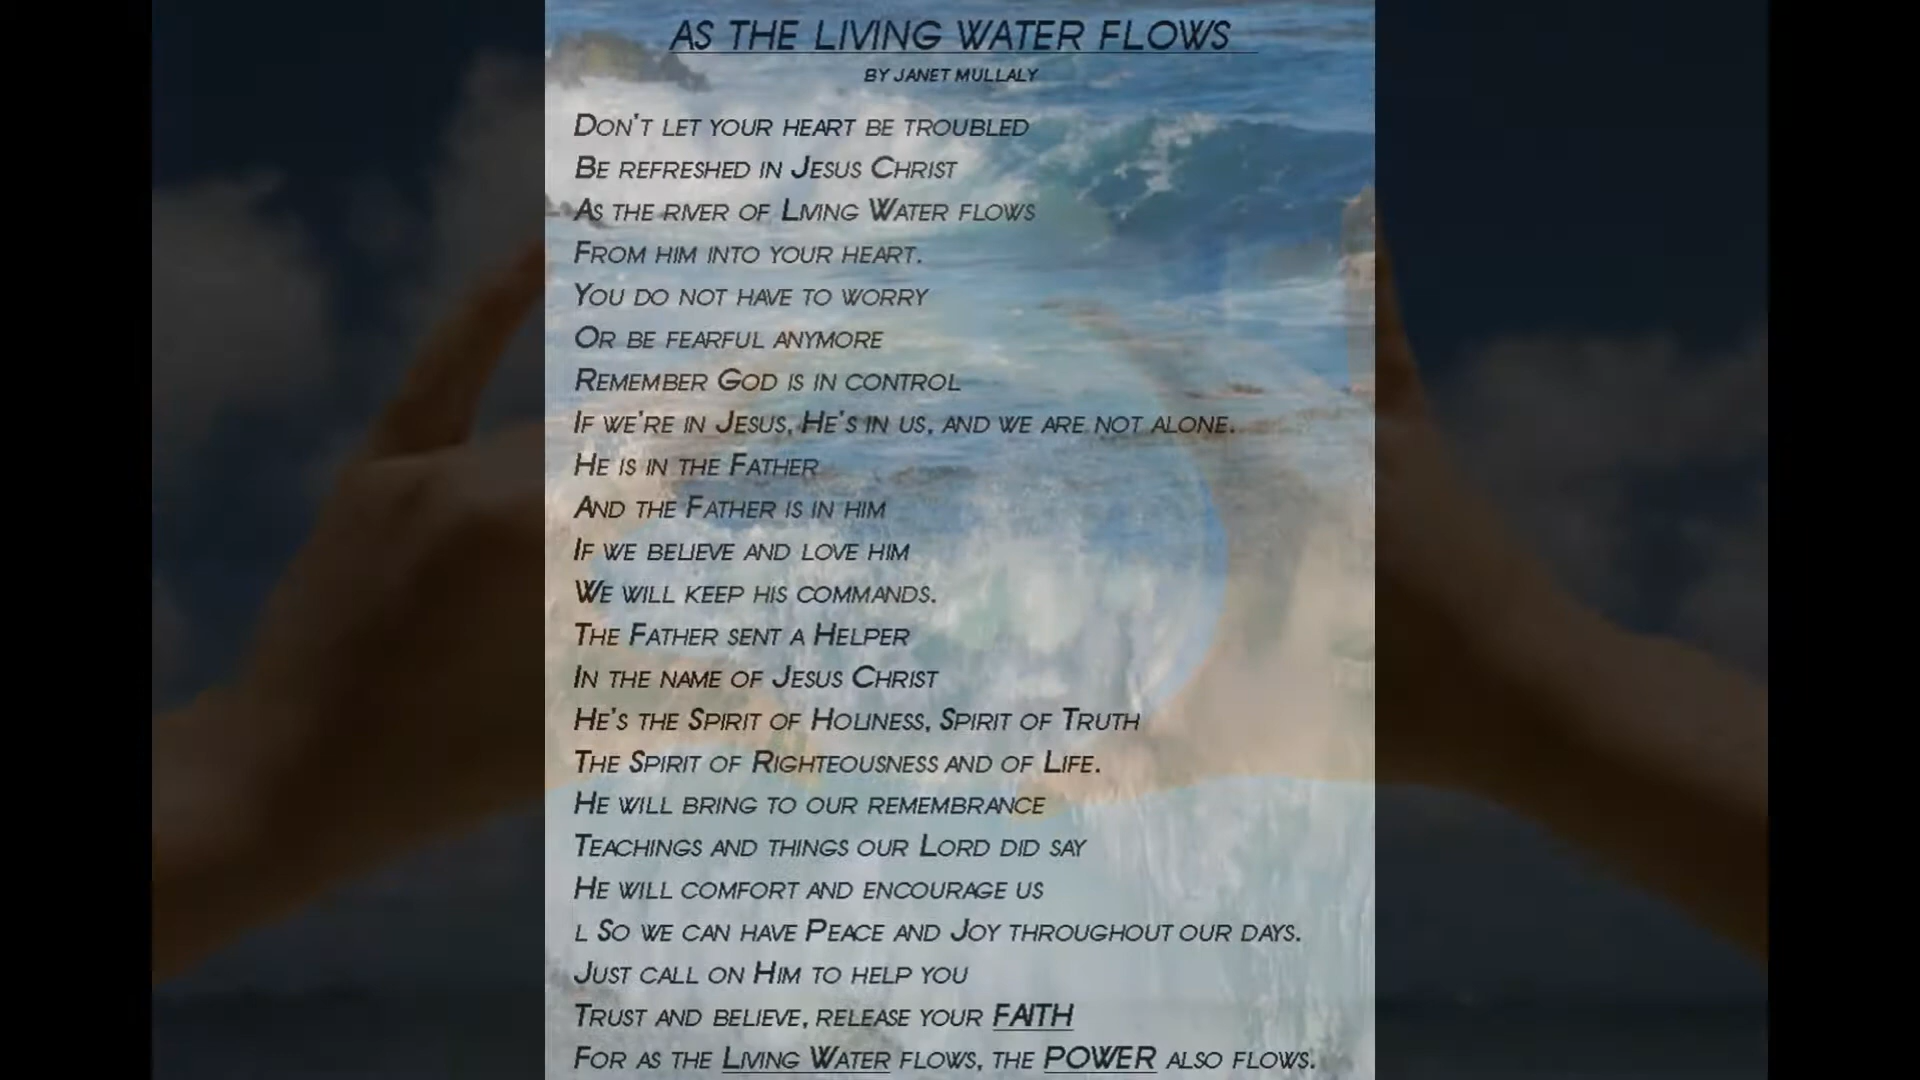 AS THE LIVING WATER FLOWS
BY JANET MULLALY
DON'T LET YOUR HEART BE TROUBLED
BE REFRESHED IN JESUS CHRIST
AS THE RIVER OF LIVING WATER FLOWS
FROM HIM INTO YOUR HEART.
YOU DO NOT HAVE TO WORRY
OR BE FEARFUL ANYMORE
REMEMBER GOD IS IN CONTROL
IF WE'RE IN JESUS, HE'S IN US, AND WE ARE NOT ALONE.
HE IS IN THE FATHER
AND THE FATHER IS IN HIM
IF WE BELIEVE AND LOVE HIM
WE WILL KEEP HIS COMMANDS.
THE FATHER SENT A HELPER
IN THE NAME OF JESUS CHRIST
HE'S THE SPIRIT OF HOLINESS, SPIRIT OF TRUTH
THE SPIRIT OF RIGHTEOUSNESS AND OF LIFE.
HE WILL BRING TO OUR REMEMBRANCE
TEACHINGS AND THINGS OUR LORD DID SAY
HE WILL COMFORT AND ENCOURAGE US
L SO WE CAN HAVE PEACE AND JOY THROUGHOUT OUR DAYS.
JUST CALL ON HIM TO HELP YOU
TRUST AND BELIEVE, RELEASE YOUR FAITH
FOR AS THE LIVING WATER FLOWS, THE POWER ALSO FLOWS.